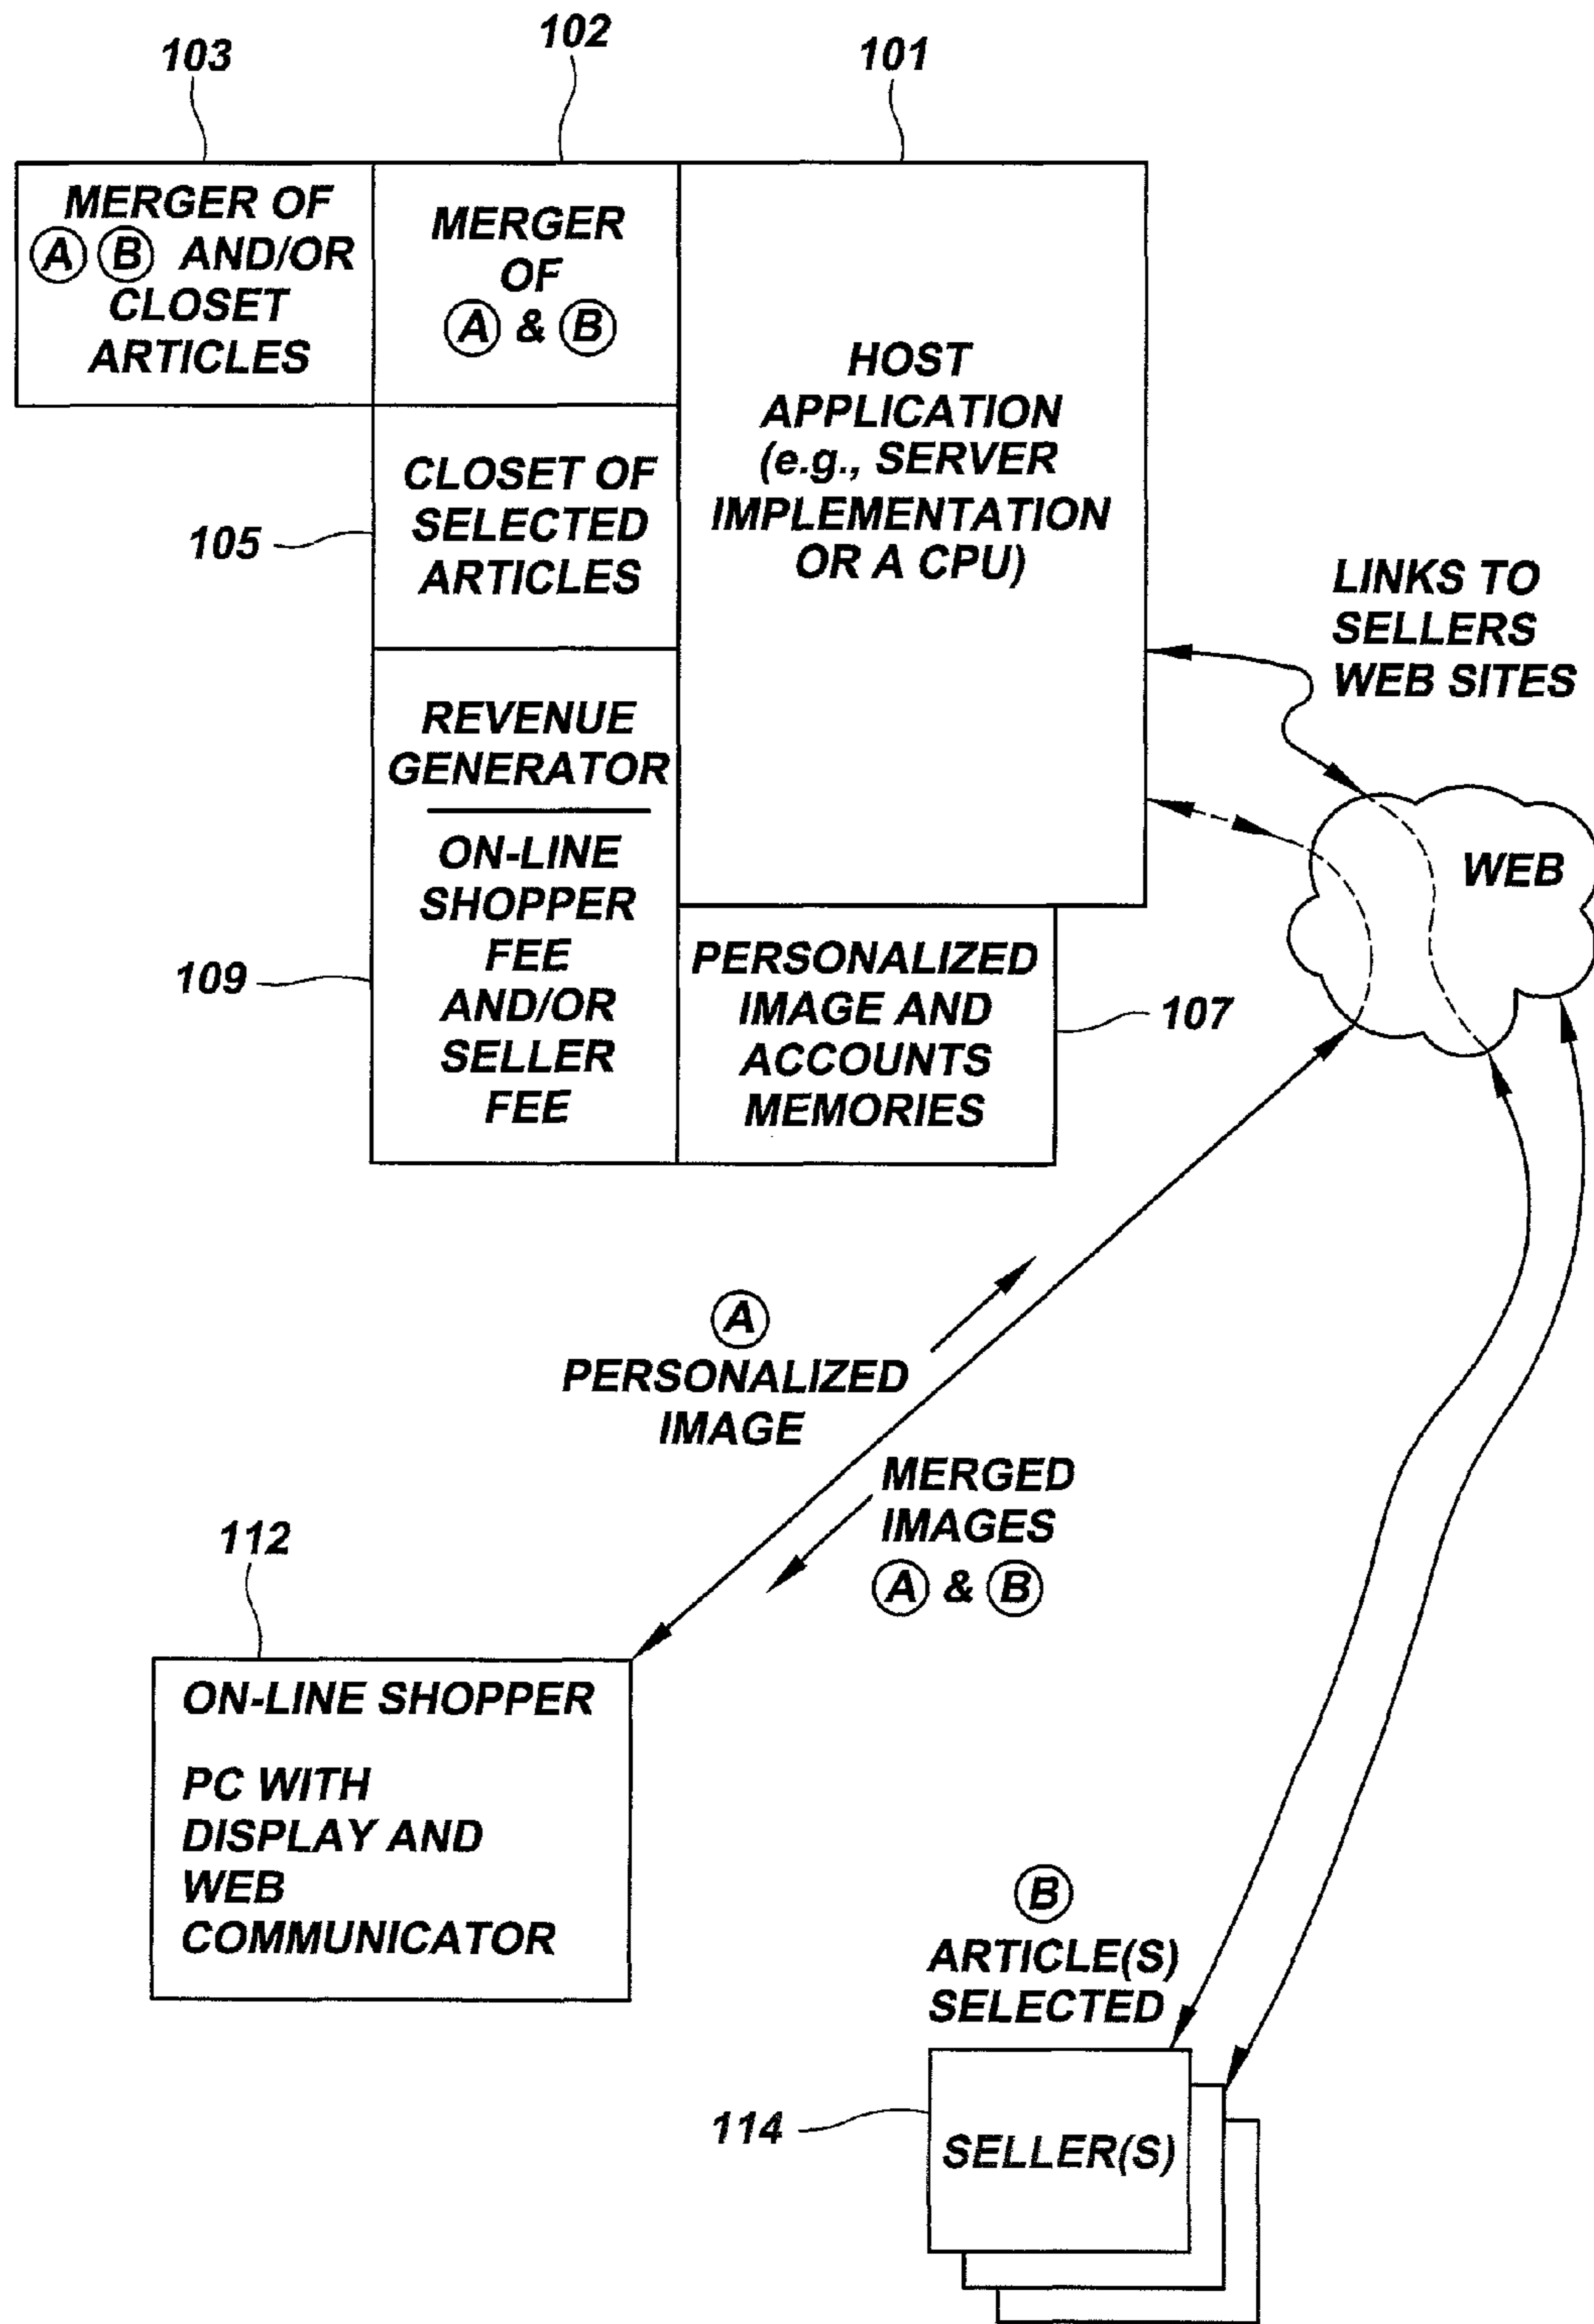 103
102
101
MERGER OF
A B AND/OR
CLOSET
ARTICLES
MERGER
OF
A & B
HOST
APPLICATION
(e.g., SERVER
IMPLEMENTATION
OR A CPU)
105
CLOSET OF
SELECTED
ARTICLES
LINKS TO
SELLERS
WEB SITES
REVENUE
GENERATOR
ON-LINE
SHOPPER
FEE
AND/OR
SELLER
FEE
109
WEB
PERSONALIZED
IMAGE AND
ACCOUNTS
MEMORIES
107
A
PERSONALIZED
IMAGE
MERGED
IMAGES
A & B
112
ON-LINE SHOPPER
PC WITH
DISPLAY AND
WEB
COMMUNICATOR
B
ARTICLE(S)
SELECTED
114
SELLER(S)